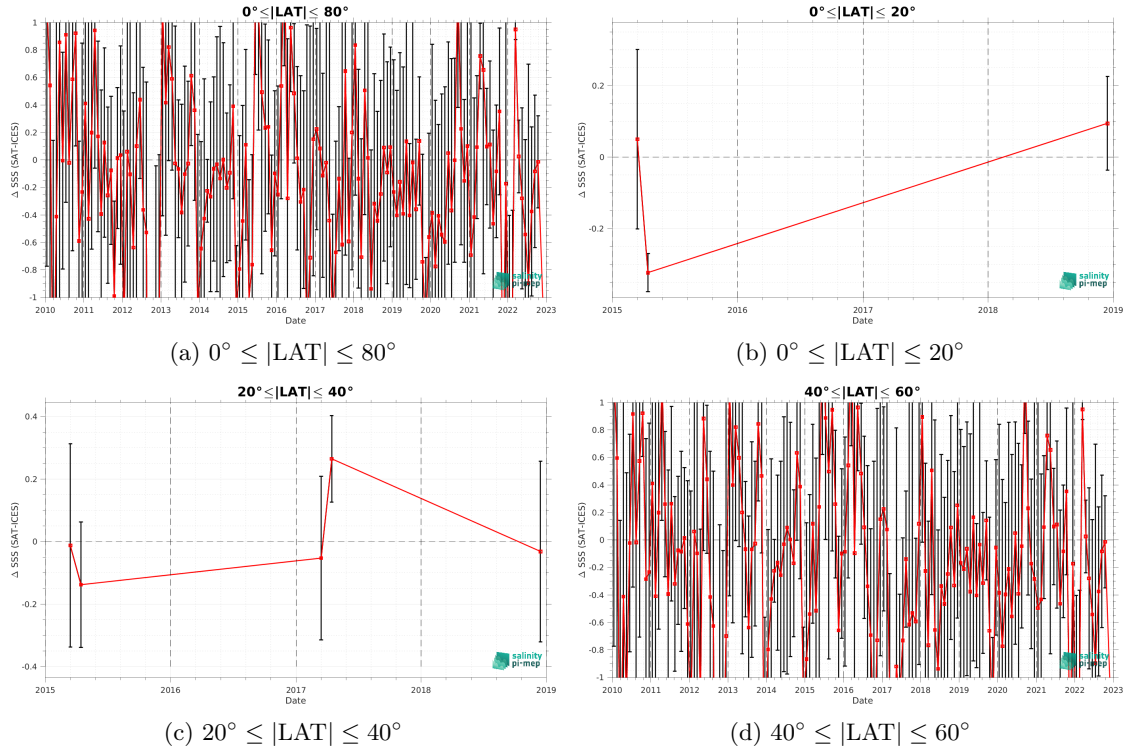 0°≤|LAT|≤ 80°
1
0.8
0.6
0.4
0.2
0
-0.2
-0.4
-0.6
-0.8
-1
Δ SSS (SAT-ICES)
2010 2011 2012 2013 2014 2015 2016 2017 2018 2019 2020 2021 2022 2023
Date
salinity
pi-mep
(a) 0° ≤ |LAT| ≤ 80°
0°≤|LAT|≤ 20°
0.2
0
-0.2
Δ SSS (SAT-ICES)
2015 2016 2017 2018 2019
Date
salinity
pi-mep
(b) 0° ≤ |LAT| ≤ 20°
20°≤|LAT|≤ 40°
0.4
0.2
0
-0.2
-0.4
Δ SSS (SAT-ICES)
2015 2016 2017 2018 2019
Date
salinity
pi-mep
(c) 20° ≤ |LAT| ≤ 40°
40°≤|LAT|≤ 60°
1
0.8
0.6
0.4
0.2
0
-0.2
-0.4
-0.6
-0.8
-1
Δ SSS (SAT-ICES)
2010 2011 2012 2013 2014 2015 2016 2017 2018 2019 2020 2021 2022 2023
Date
salinity
pi-mep
(d) 40° ≤ |LAT| ≤ 60°